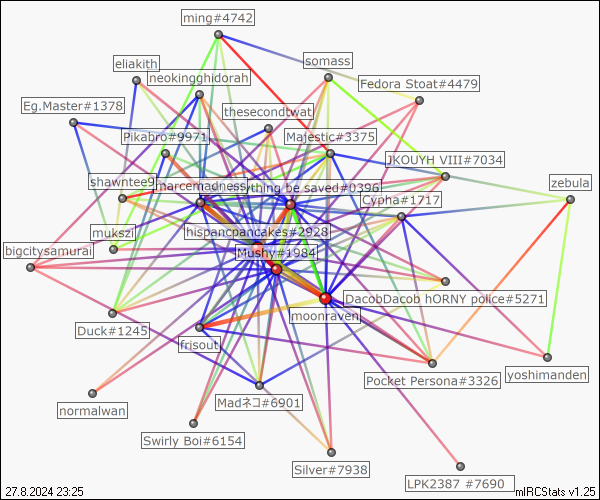 ming#4742
eliakith
somass
neokingghidorah
Fedora Stoat#4479
Eg.Master#1378
thesecondtwat
Pikabro#9971
Majestic#3375
JKOUYH VIII#7034
shawntee9
marcemadness
rything be saved#0396
zebula
Cypha#1717
mukszi
hispancpancakes#2928
bigcitysamurai
Mushy#1984
DacobDacob hORNY police#5271
moonraven
Duck#1245
frisout
Pocket Persona#3326
yoshimanden
normalwan
Madネコ#6901
Swirly Boi#6154
Silver#7938
LPK2387 #7690
27.8.2024 23:25
mIRCStats v1.25